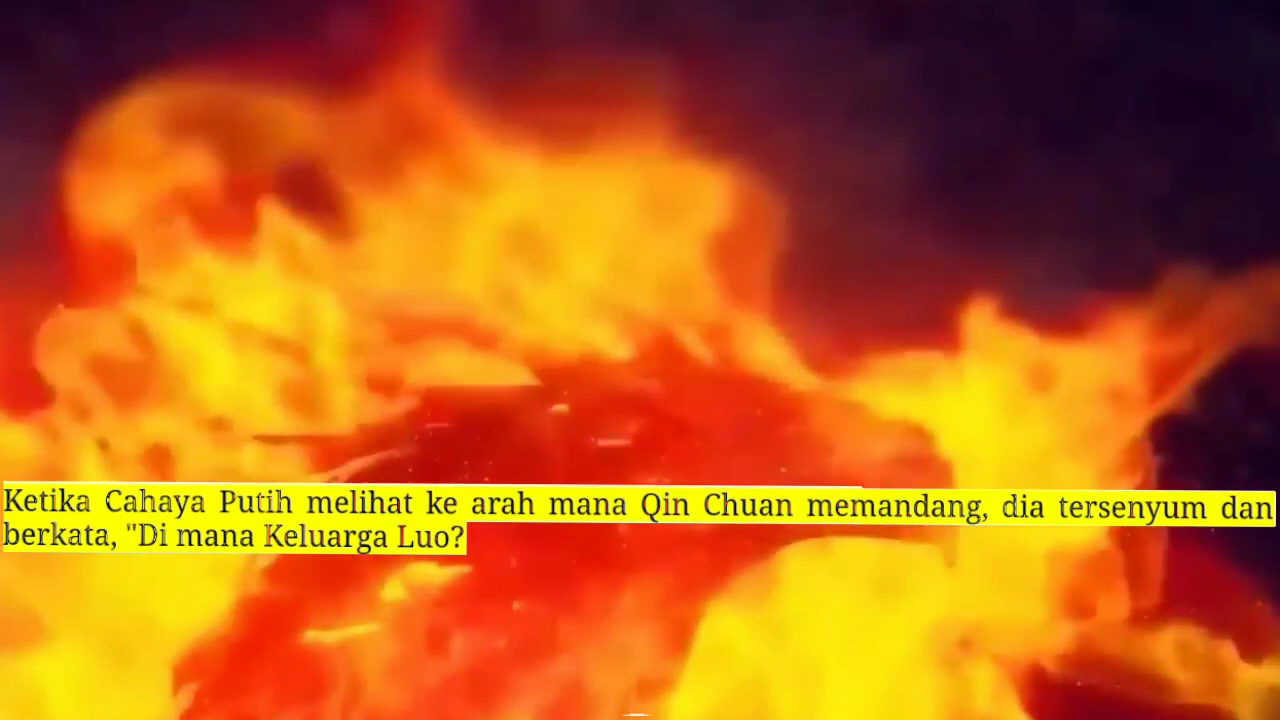 Ketika Cahaya Putih melihat ke arah mana Qin Chuan memandang, dia tersenyum dan
berkata, "Di mana Keluarga Luo?